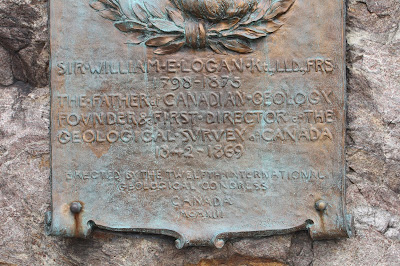 SIR·WILLIAM·E·LOGAN·KT·LL.D.·FRS
1798-1875
THE·FATHER of CANADIAN·GEOLOGY
FOUNDER & FIRST·DIRECTOR of THE
GEOLOGICAL·SURVEY of CANADA
1842-1869
ERECTED BY THE TWELFTH·INTERNATIONAL
GEOLOGICAL CONGRESS
CANADA
MCMXIII